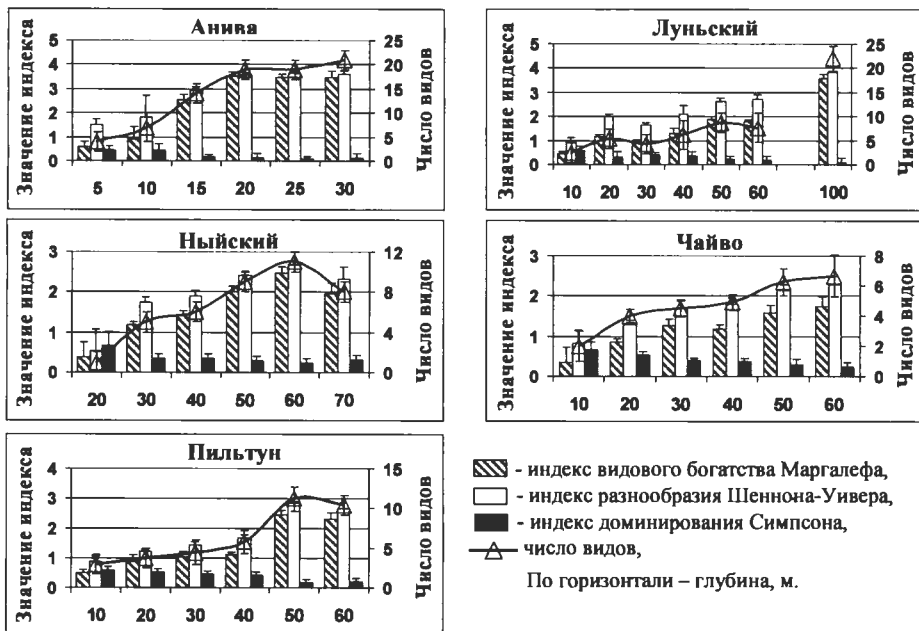 Анива
Значение индекса
5
4
3
2
1
0
25
20
15
10
5
0
Число видов
5 10 15 20 25 30
Луньский
Значение индекса
5
4
3
2
1
0
25
20
15
10
5
0
Число видов
10 20 30 40 50 60 100
Ныйский
Значение индекса
3
2
1
0
12
8
4
0
Число видов
20 30 40 50 60 70
Чайво
Значение индекса
3
2
1
0
8
6
4
2
0
Число видов
10 20 30 40 50 60
Пильтун
Значение индекса
4
3
2
1
0
15
10
5
0
Число видов
10 20 30 40 50 60
- индекс видового богатства Маргалефа,
- индекс разнообразия Шеннона-Уивера,
- индекс доминирования Симпсона,
число видов,
По горизонтали – глубина, м.